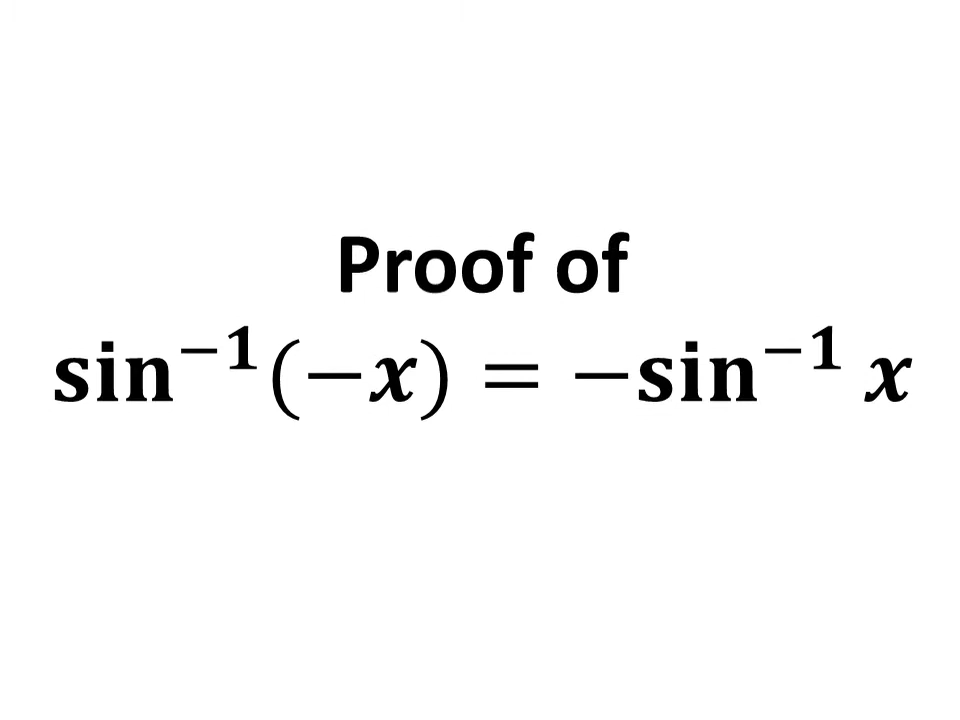 Proof of
sin⁻¹(−x) = −sin⁻¹ x